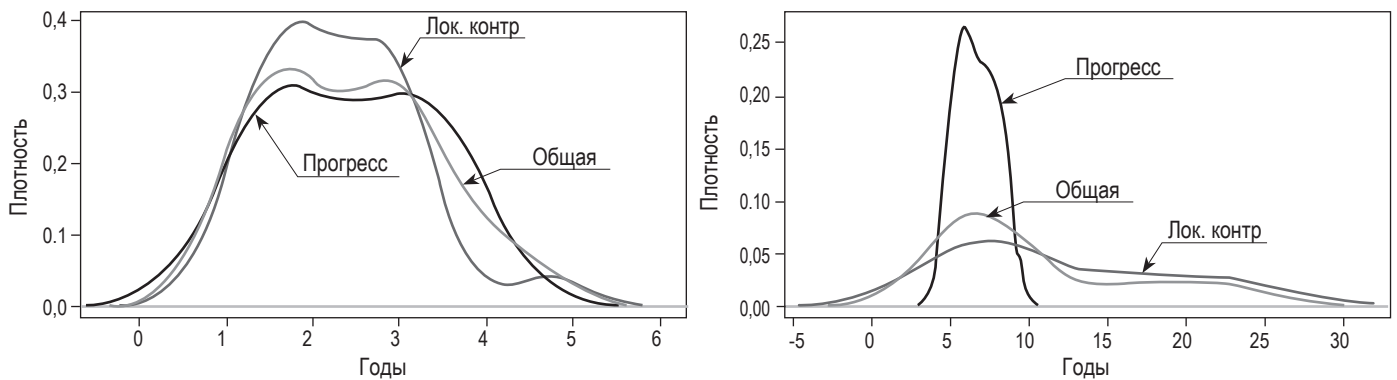 0,4
0,3
0,2
0.1
0,0
Плотность
Лок. контр
Прогресс
Общая
0 1 2 3 4 5 6
Годы
0,25
0,20
0,15
0.10
0,05
0,00
Плотность
Прогресс
Общая
Лок. контр
-5 0 5 10 15 20 25 30
Годы